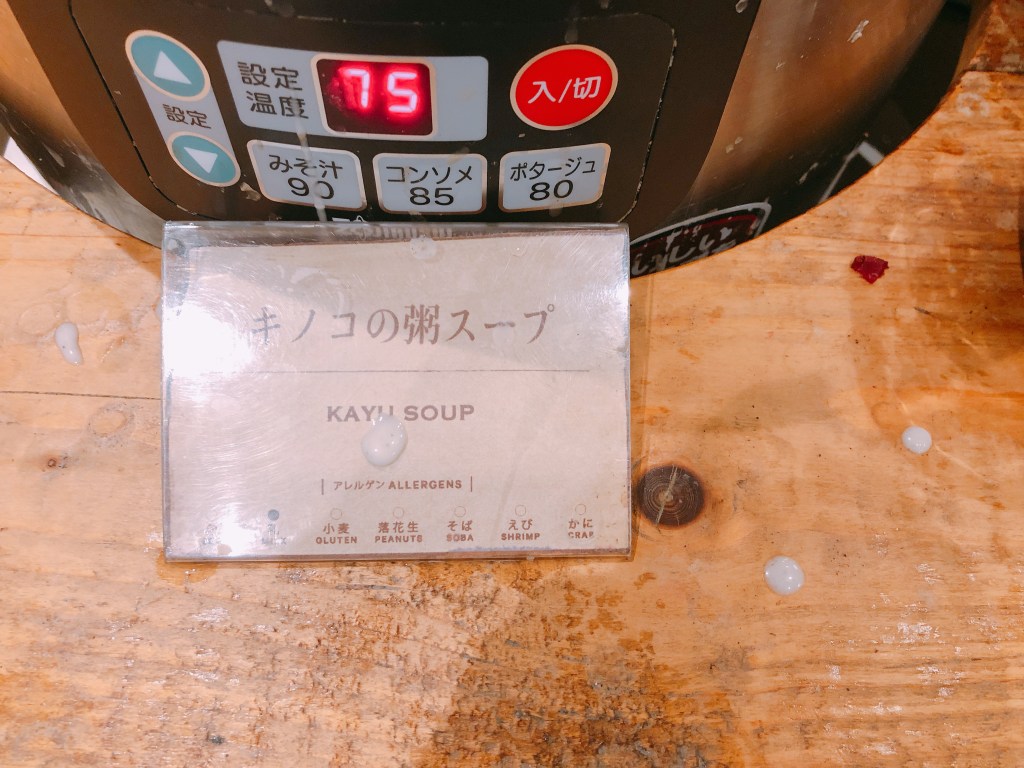 設定
設定
温度
75
入/切
みそ汁
90
コンソメ
85
ポタージュ
80
キノコの粥スープ
KAYU SOUP
アレルゲン ALLERGENS
小麦
GLUTEN
落花生
PEANUTS
そば
SOBA
えび
SHRIMP
かに
CRAB